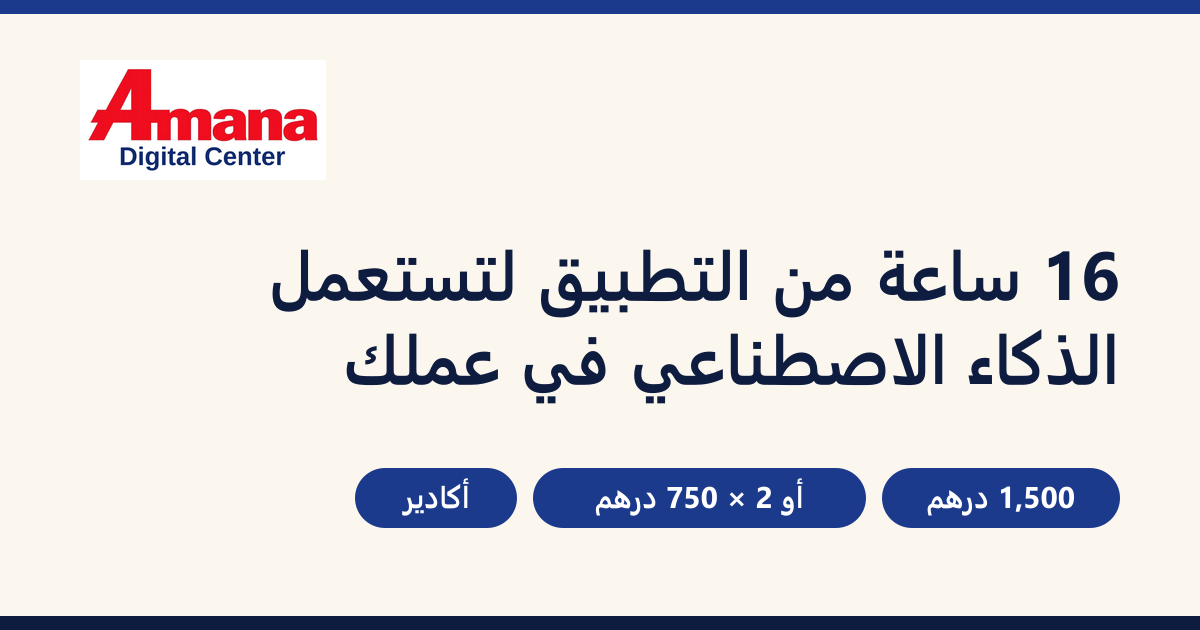 Amana
Digital Center
16 ساعة من التطبيق لتستعمل
الذكاء الاصطناعي في عملك
1,500 درهم
أو 2 × 750 درهم
أكادير